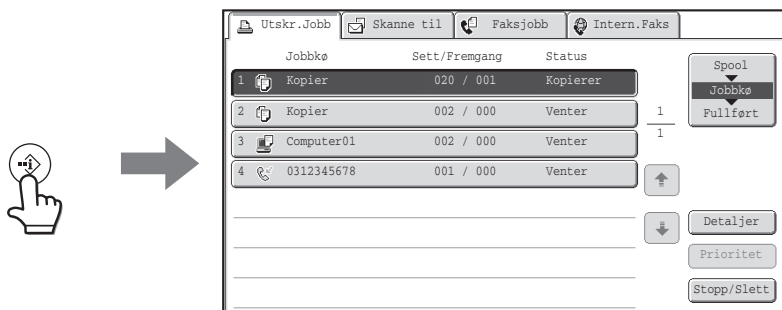 Utskr.Jobb Skanne til Faksjobb Intern.Faks
Jobbkø Sett/Fremgang Status
1 Kopier 020 / 001 Kopierer
2 Kopier 002 / 000 Venter
3 Computer01 002 / 000 Venter
4 0312345678 001 / 000 Venter
1
1
Spool
Jobbkø
Fullført
Detaljer
Prioritet
Stopp/Slett